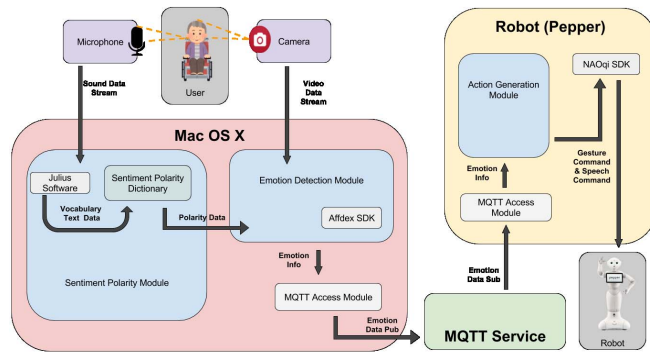 Microphone
Camera
User
Sound Data
Stream
Video
Data
Stream
Mac OS X
Julius
Software
Sentiment Polarity
Dictionary
Vocabulary
Text Data
Polarity Data
Sentiment Polarity Module
Emotion Detection Module
Affdex SDK
Emotion
Info
MQTT Access Module
Emotion
Data Pub
MQTT Service
Emotion
Data Sub
Robot (Pepper)
NAOqi SDK
Action Generation
Module
Emotion
Info
MQTT Access
Module
Gesture
Command
& Speech
Command
Robot